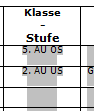 Klasse
-
Stufe
5. AU OS
2. AU US
G